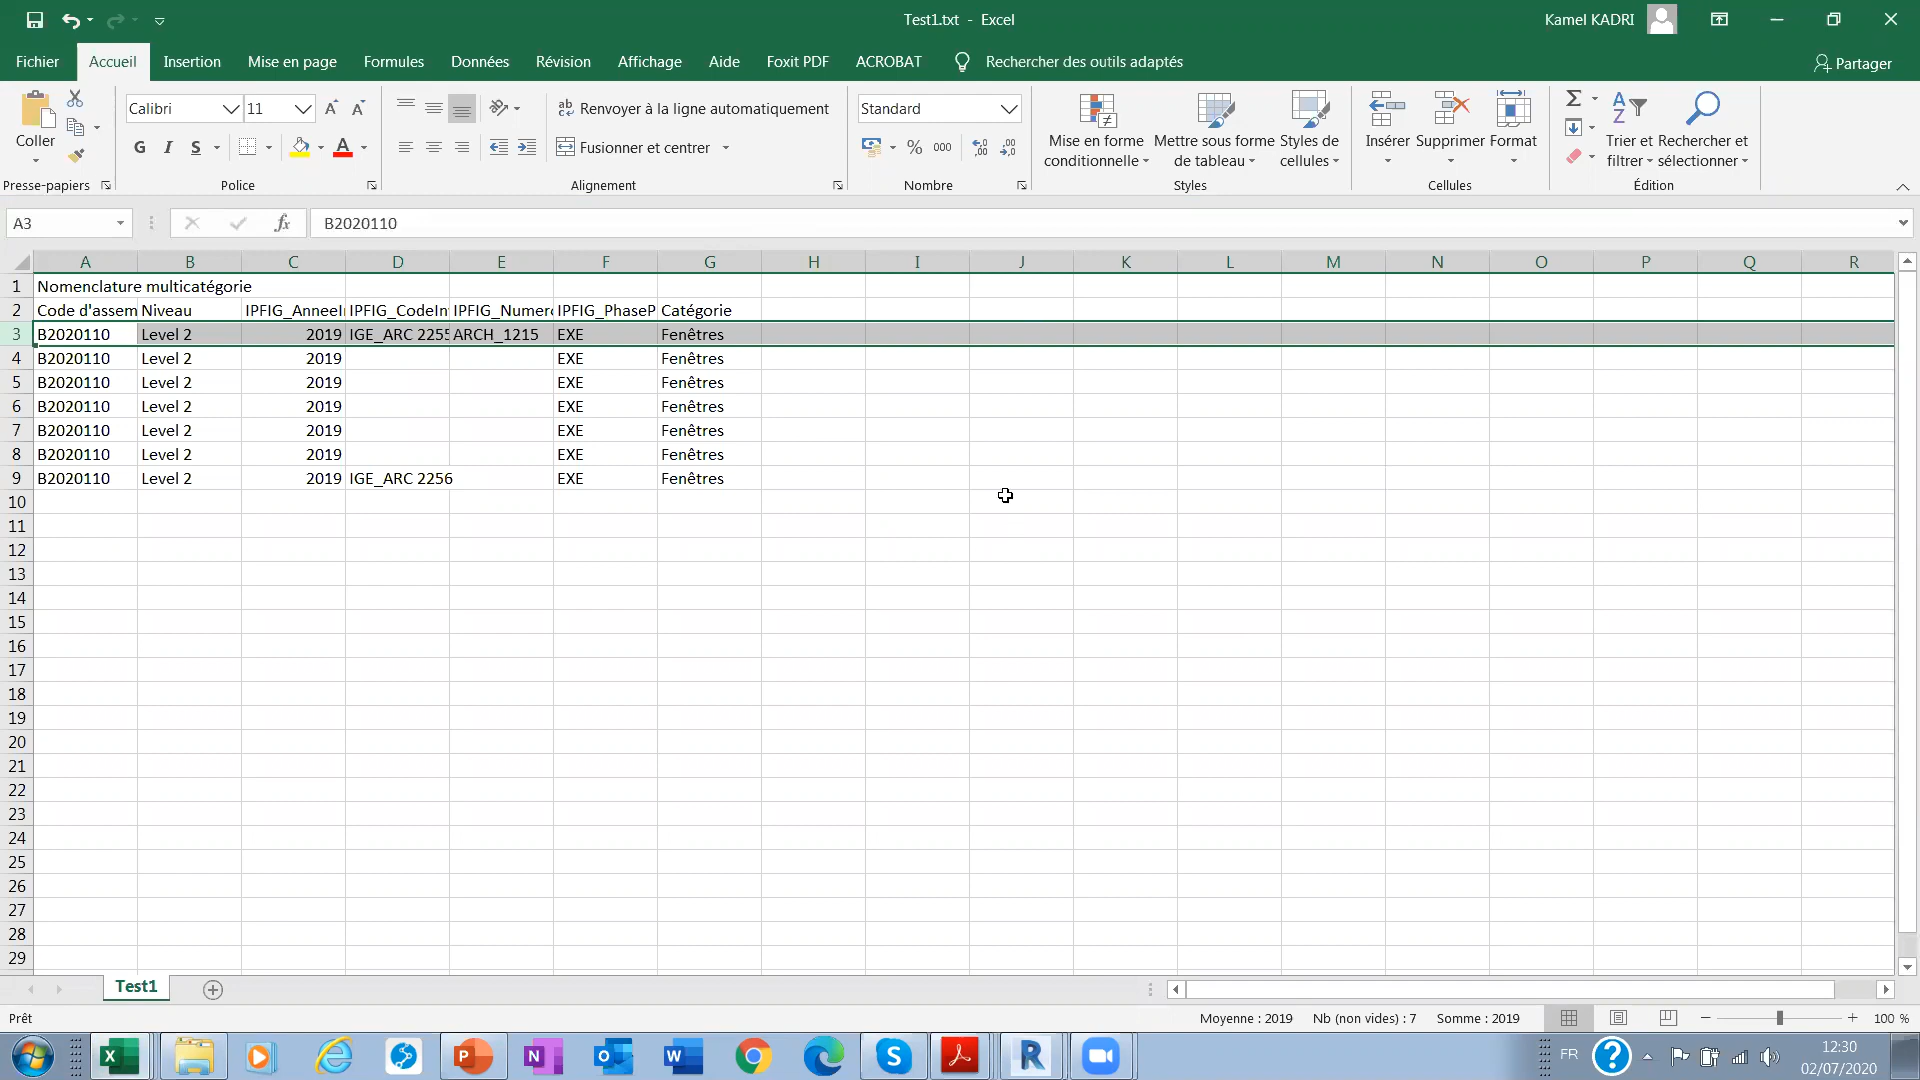 Test1.txt - Excel
Kamel KADRI
Fichier Accueil Insertion Mise en page Formules Données Révision Affichage Aide Foxit PDF ACROBAT Rechercher des outils adaptés Partager
Coller
Calibri 11
Renvoyer à la ligne automatiquement
Standard
G I S
Fusionner et centrer
% 000
Mise en forme conditionnelle
Mettre sous forme de tableau
Styles de cellules
Insérer Supprimer Format
Trier et filtrer
Rechercher et sélectionner
Presse-papiers Police Alignement Nombre Styles Cellules Édition
A3 fx B2020110
A B C D E F G H I J K L M N O P Q R
1 Nomenclature multicatégorie
2 Code d'assem Niveau IPFIG_AnneeI IPFIG_CodeIn IPFIG_Numero IPFIG_PhaseP Catégorie
3 B2020110 Level 2 2019 IGE_ARC 2255 ARCH_1215 EXE Fenêtres
4 B2020110 Level 2 2019 EXE Fenêtres
5 B2020110 Level 2 2019 EXE Fenêtres
6 B2020110 Level 2 2019 EXE Fenêtres
7 B2020110 Level 2 2019 EXE Fenêtres
8 B2020110 Level 2 2019 EXE Fenêtres
9 B2020110 Level 2 2019 IGE_ARC 2256 EXE Fenêtres
10
11
12
13
14
15
16
17
18
19
20
21
22
23
24
25
26
27
28
29
Test1
Prêt
Moyenne : 2019 Nb (non vides) : 7 Somme : 2019 100 %
FR
12:30
02/07/2020